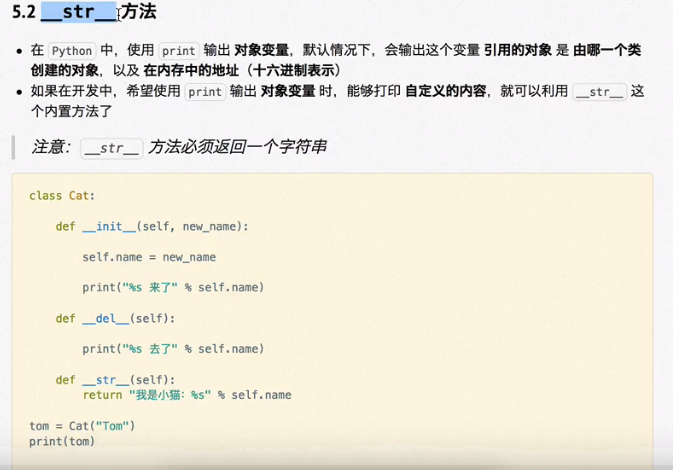 5.2 __str__ 方法
在 Python 中，使用 print 输出 对象变量，默认情况下，会输出这个变量 引用的对象 是 由哪一个类
创建的对象，以及 在内存中的地址（十六进制表示）
如果在开发中，希望使用 print 输出 对象变量 时，能够打印 自定义的内容，就可以利用 __str__ 这
个内置方法了
注意： __str__ 方法必须返回一个字符串
class Cat:
def __init__(self, new_name):
self.name = new_name
print("%s 来了" % self.name)
def __del__(self):
print("%s 去了" % self.name)
def __str__(self):
return "我是小猫：%s" % self.name
tom = Cat("Tom")
print(tom)